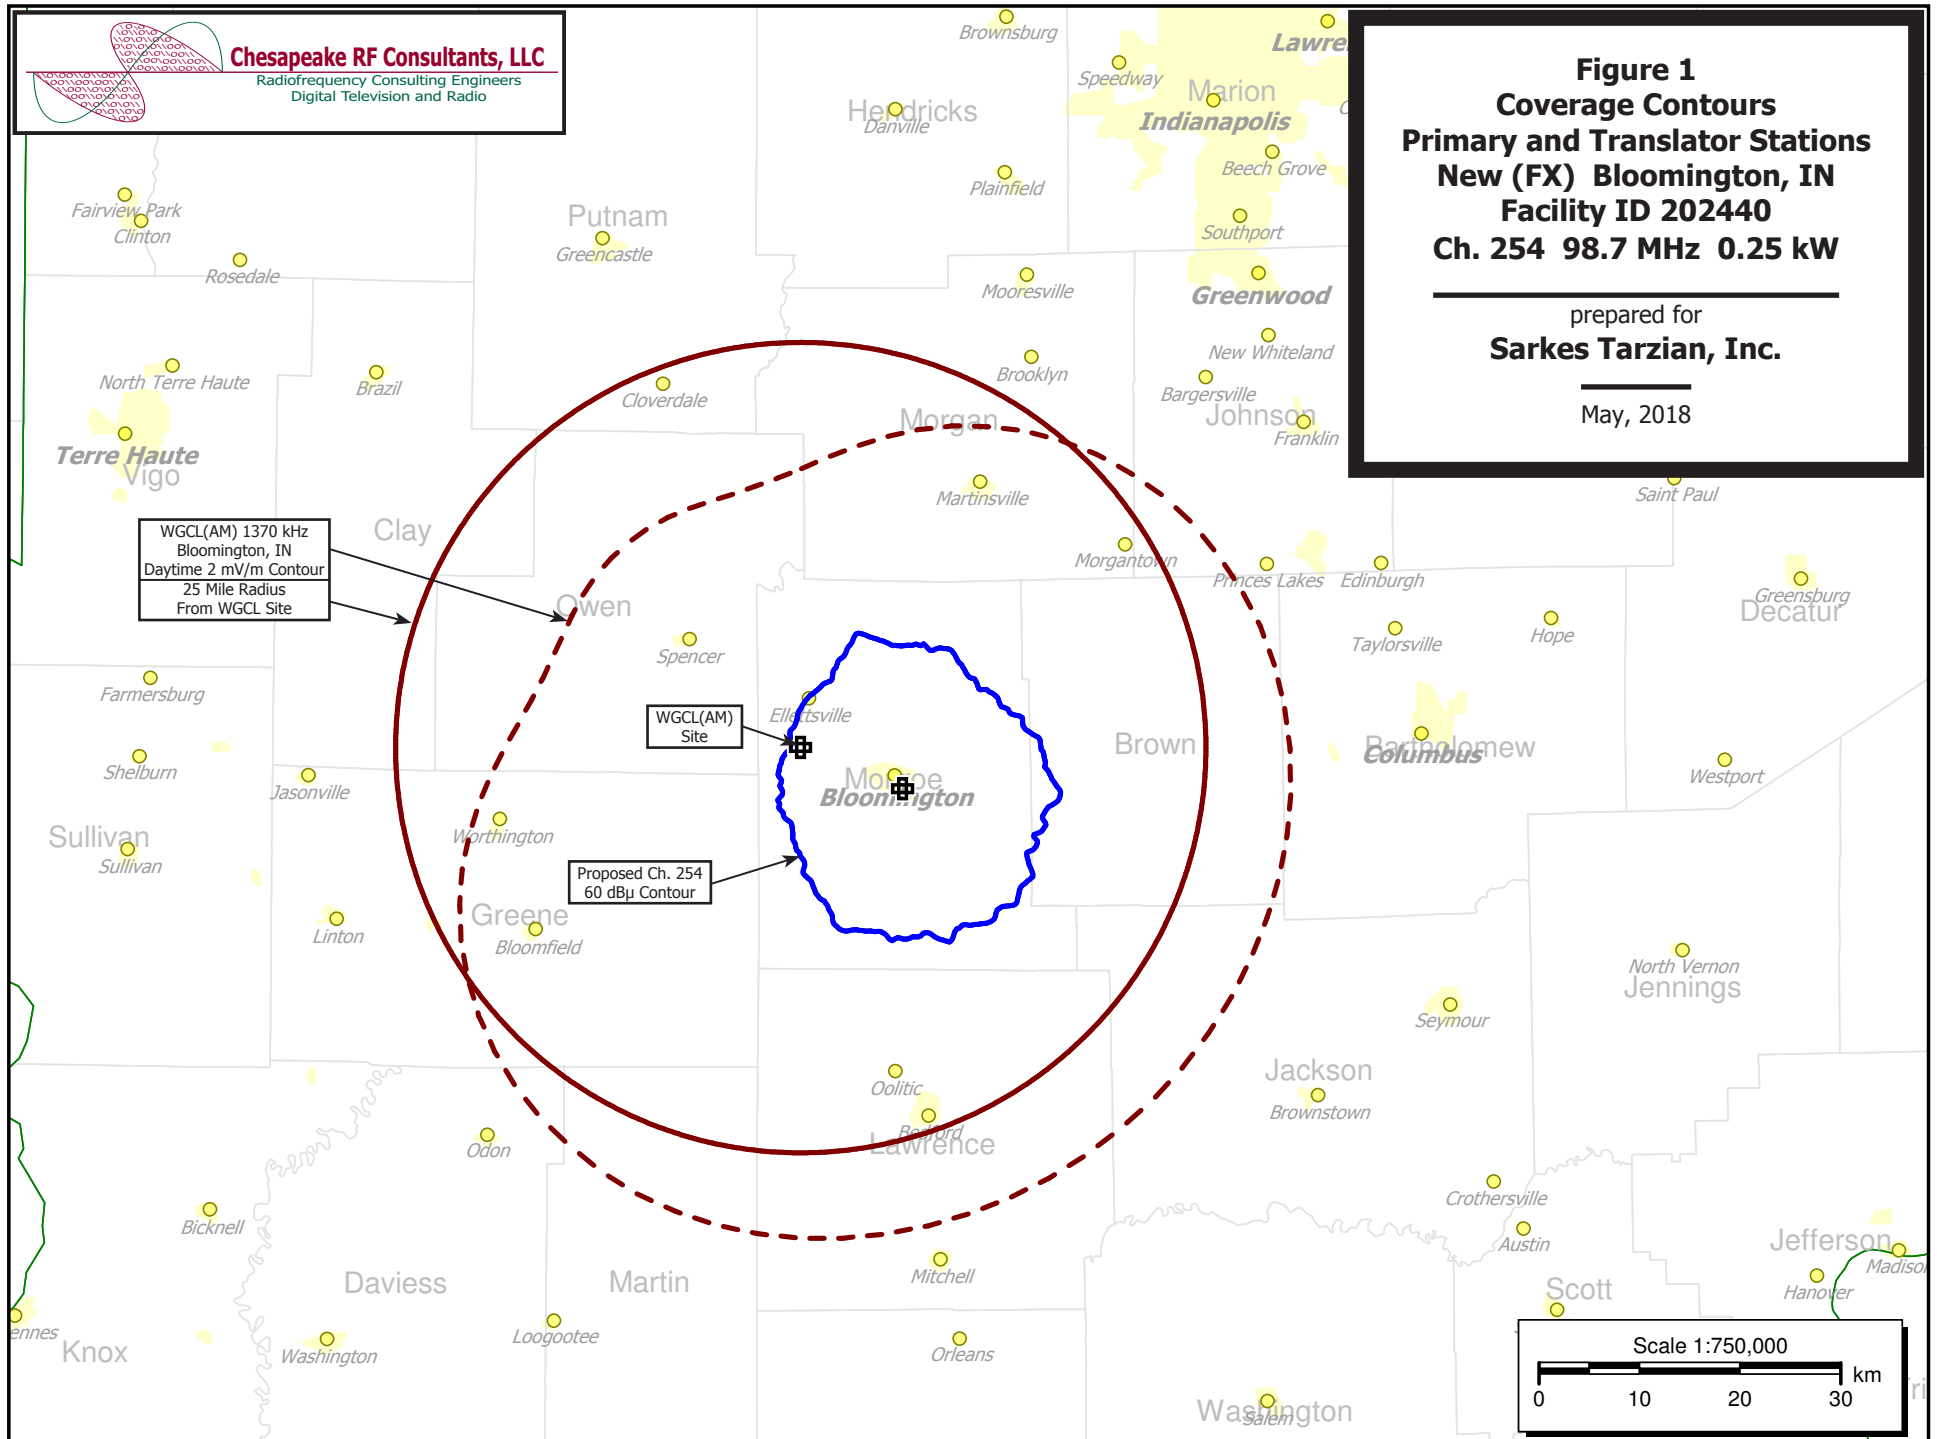 Chesapeake RF Consultants, LLC
Radiofrequency Consulting Engineers
Digital Television and Radio
Figure 1
Coverage Contours
Primary and Translator Stations
New (FX)  Bloomington, IN
Facility ID 202440
Ch. 254  98.7 MHz  0.25 kW
prepared for
Sarkes Tarzian, Inc.
May, 2018
Brownsburg
Speedway
Marion
Indianapolis
Hendricks
Danville
Beech Grove
Plainfield
Fairview Park
Clinton
Putnam
Greencastle
Southport
Rosedale
Mooresville
Greenwood
New Whiteland
North Terre Haute
Brazil
Cloverdale
Brooklyn
Bargersville
Johnson
Franklin
Morgan
Terre Haute
Vigo
Martinsville
Saint Paul
Clay
WGCL(AM) 1370 kHz
Bloomington, IN
Daytime 2 mV/m Contour
25 Mile Radius
From WGCL Site
Morgantown
Princes Lakes
Edinburgh
Greensburg
Decatur
Owen
Spencer
Taylorsville
Hope
Farmersburg
Ellettsville
WGCL(AM)
Site
Brown
Bartholomew
Columbus
Shelburn
Jasonville
Monroe
Bloomington
Westport
Worthington
Sullivan
Sullivan
Proposed Ch. 254
60 dBµ Contour
Greene
Bloomfield
Linton
North Vernon
Jennings
Seymour
Oolitic
Jackson
Brownstown
Bedford
Lawrence
Odon
Crothersville
Bicknell
Austin
Jefferson
Madiso
Mitchell
Daviess
Martin
Scott
Hanover
ennes
Knox
Washington
Loogootee
Orleans
Scale 1:750,000
km
0 10 20 30
Washington
Salem